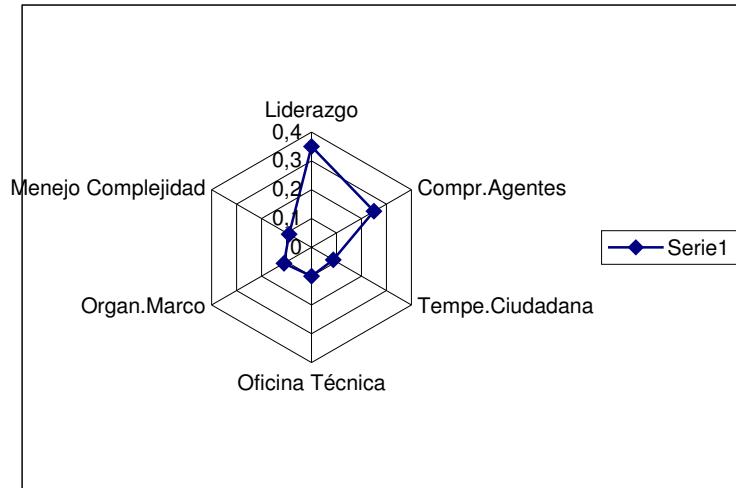 Liderazgo
0,4
0,3
0,2
0,1
0
Menejo Complejidad
Compr.Agentes
Serie1
Organ.Marco
Tempe.Ciudadana
Oficina Técnica